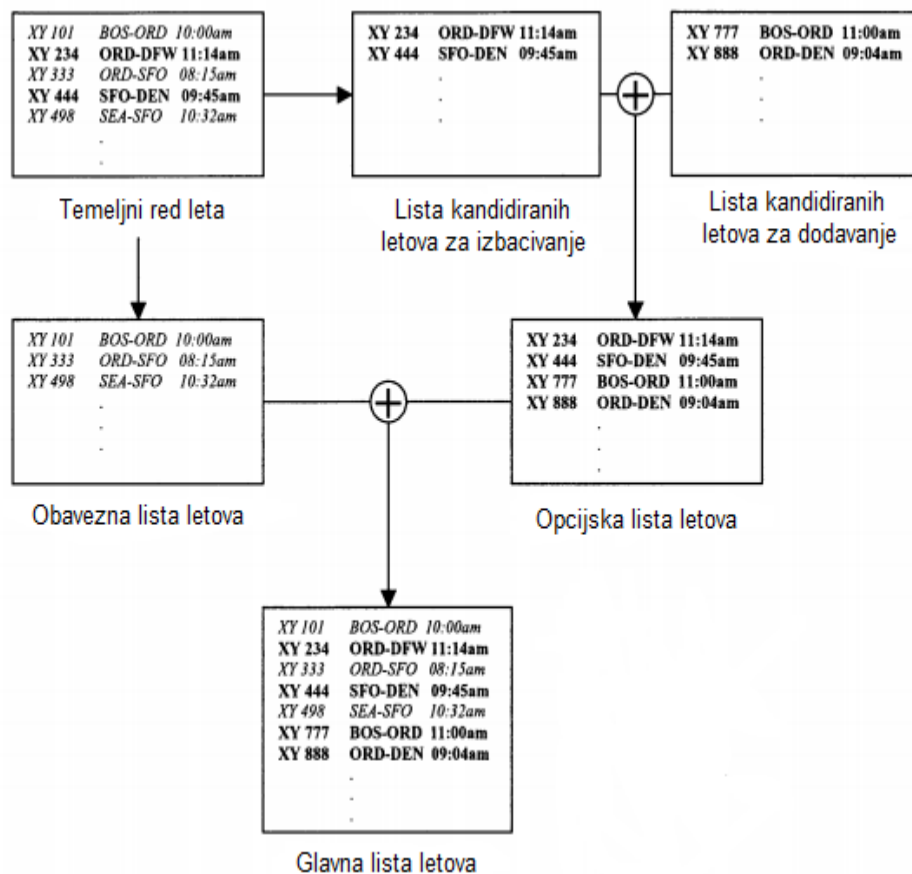 XY 101 BOS-ORD 10:00am
XY 234 ORD-DFW 11:14am
XY 333 ORD-SFO 08:15am
XY 444 SFO-DEN 09:45am
XY 498 SEA-SFO 10:32am
.
.
Temeljni red leta
XY 234 ORD-DFW 11:14am
XY 444 SFO-DEN 09:45am
.
.
.
Lista kandidiranih
letova za izbacivanje
XY 777 BOS-ORD 11:00am
XY 888 ORD-DEN 09:04am
.
.
.
Lista kandidiranih
letova za dodavanje
XY 101 BOS-ORD 10:00am
XY 333 ORD-SFO 08:15am
XY 498 SEA-SFO 10:32am
.
.
.
Obavezna lista letova
XY 234 ORD-DFW 11:14am
XY 444 SFO-DEN 09:45am
XY 777 BOS-ORD 11:00am
XY 888 ORD-DEN 09:04am
.
.
.
Opcijska lista letova
XY 101 BOS-ORD 10:00am
XY 234 ORD-DFW 11:14am
XY 333 ORD-SFO 08:15am
XY 444 SFO-DEN 09:45am
XY 498 SEA-SFO 10:32am
XY 777 BOS-ORD 11:00am
XY 888 ORD-DEN 09:04am
.
.
.
Glavna lista letova